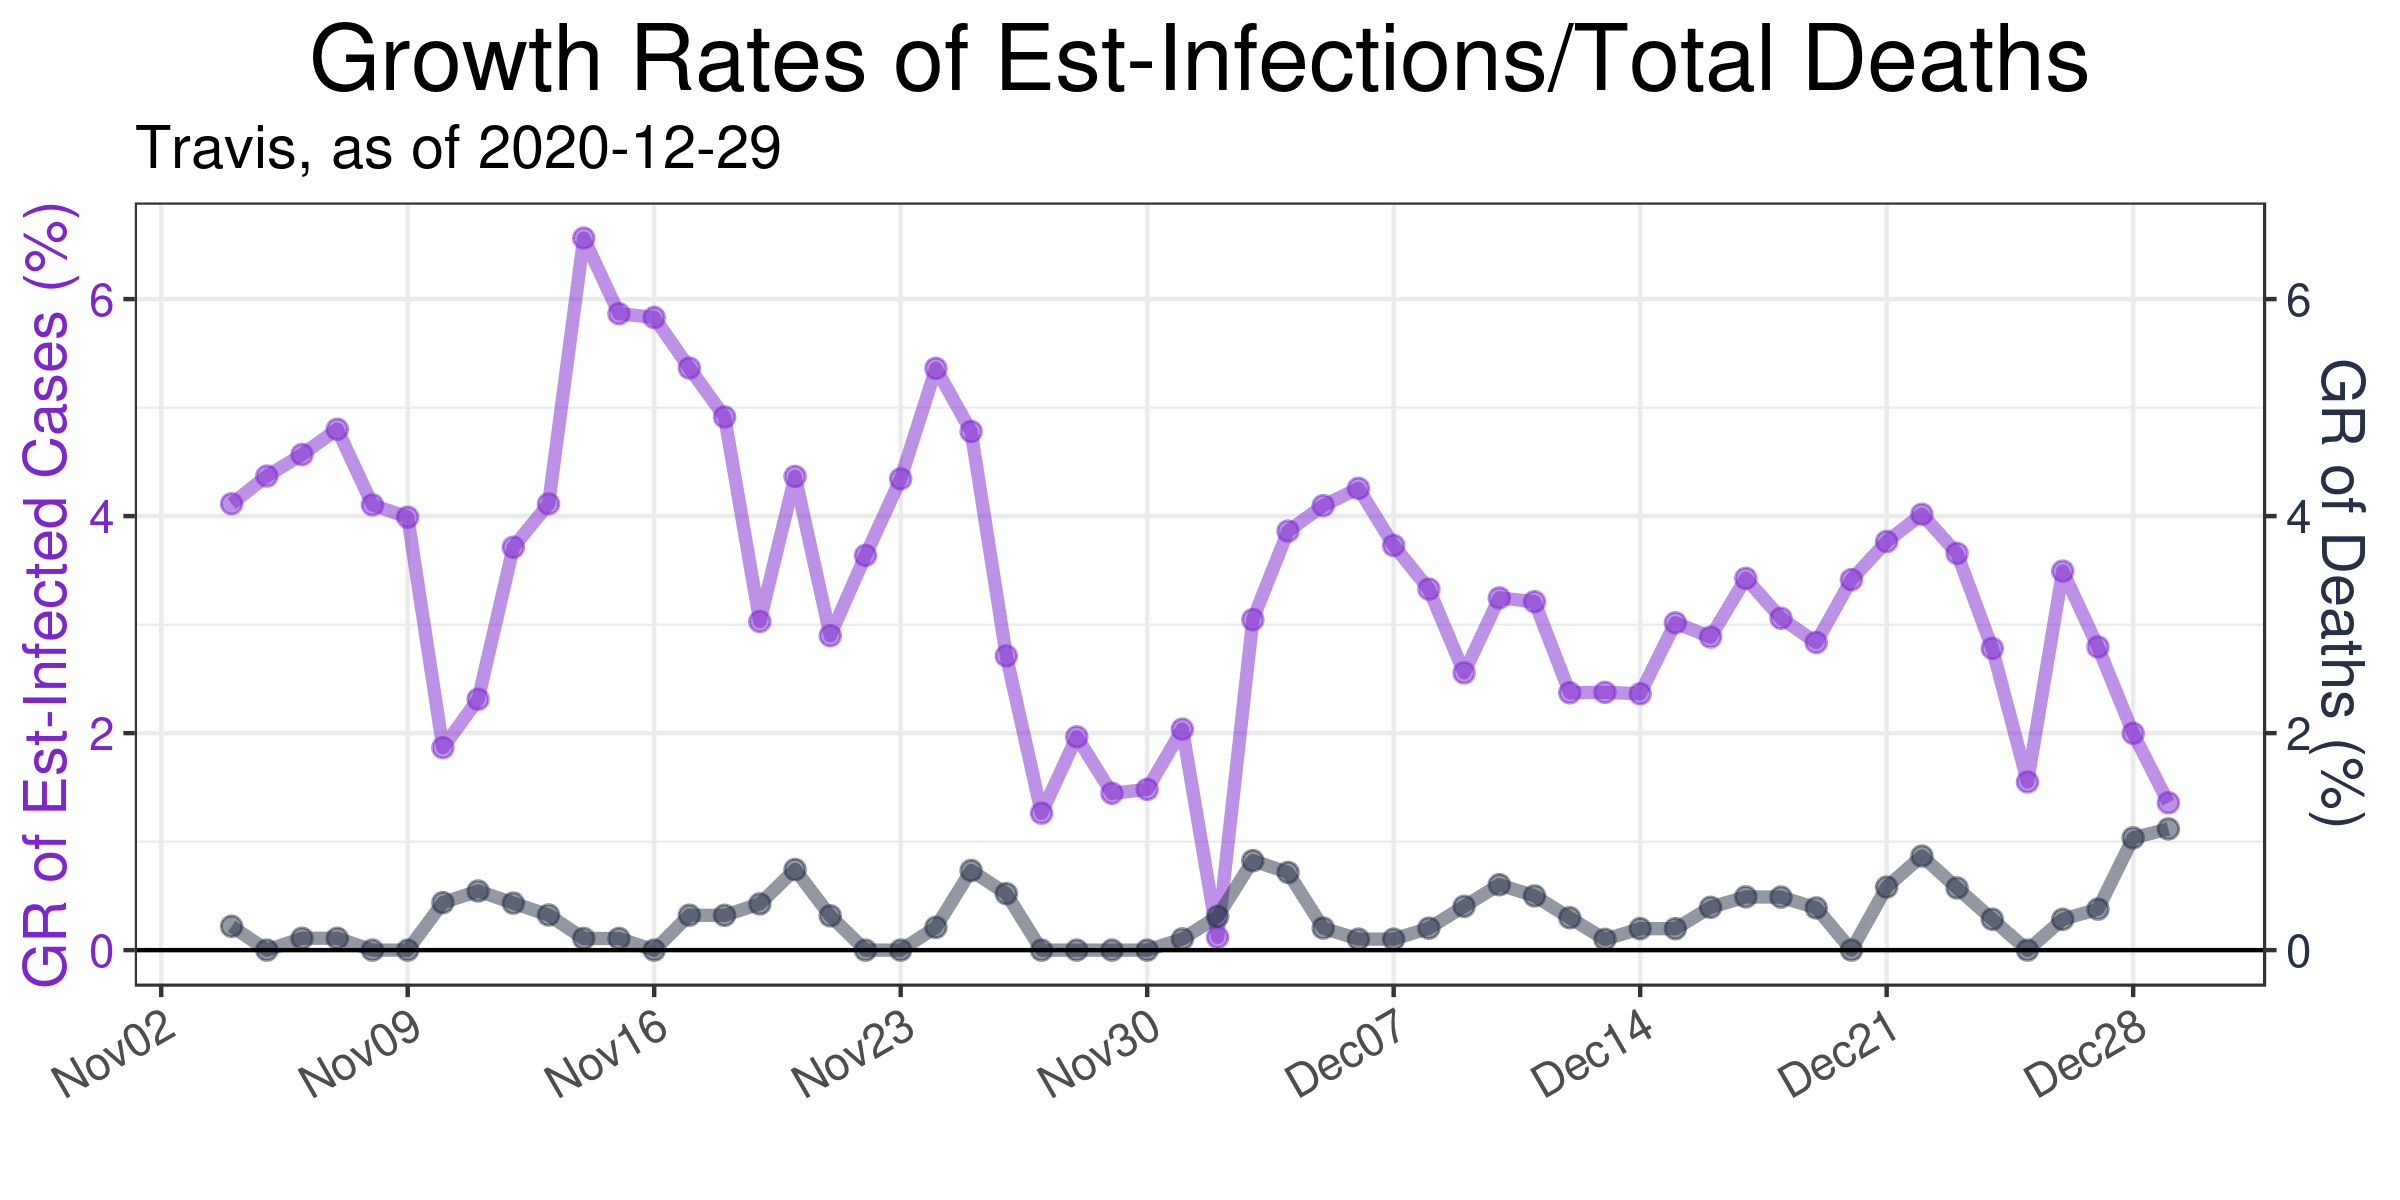 Growth Rates of Est-Infections/Total Deaths
Travis, as of 2020-12-29
GR of Est-Infected Cases (%)
6
4
2
0
6
4
2
0
GR of Deaths (%)
Nov02
Nov09
Nov16
Nov23
Nov30
Dec07
Dec14
Dec21
Dec28